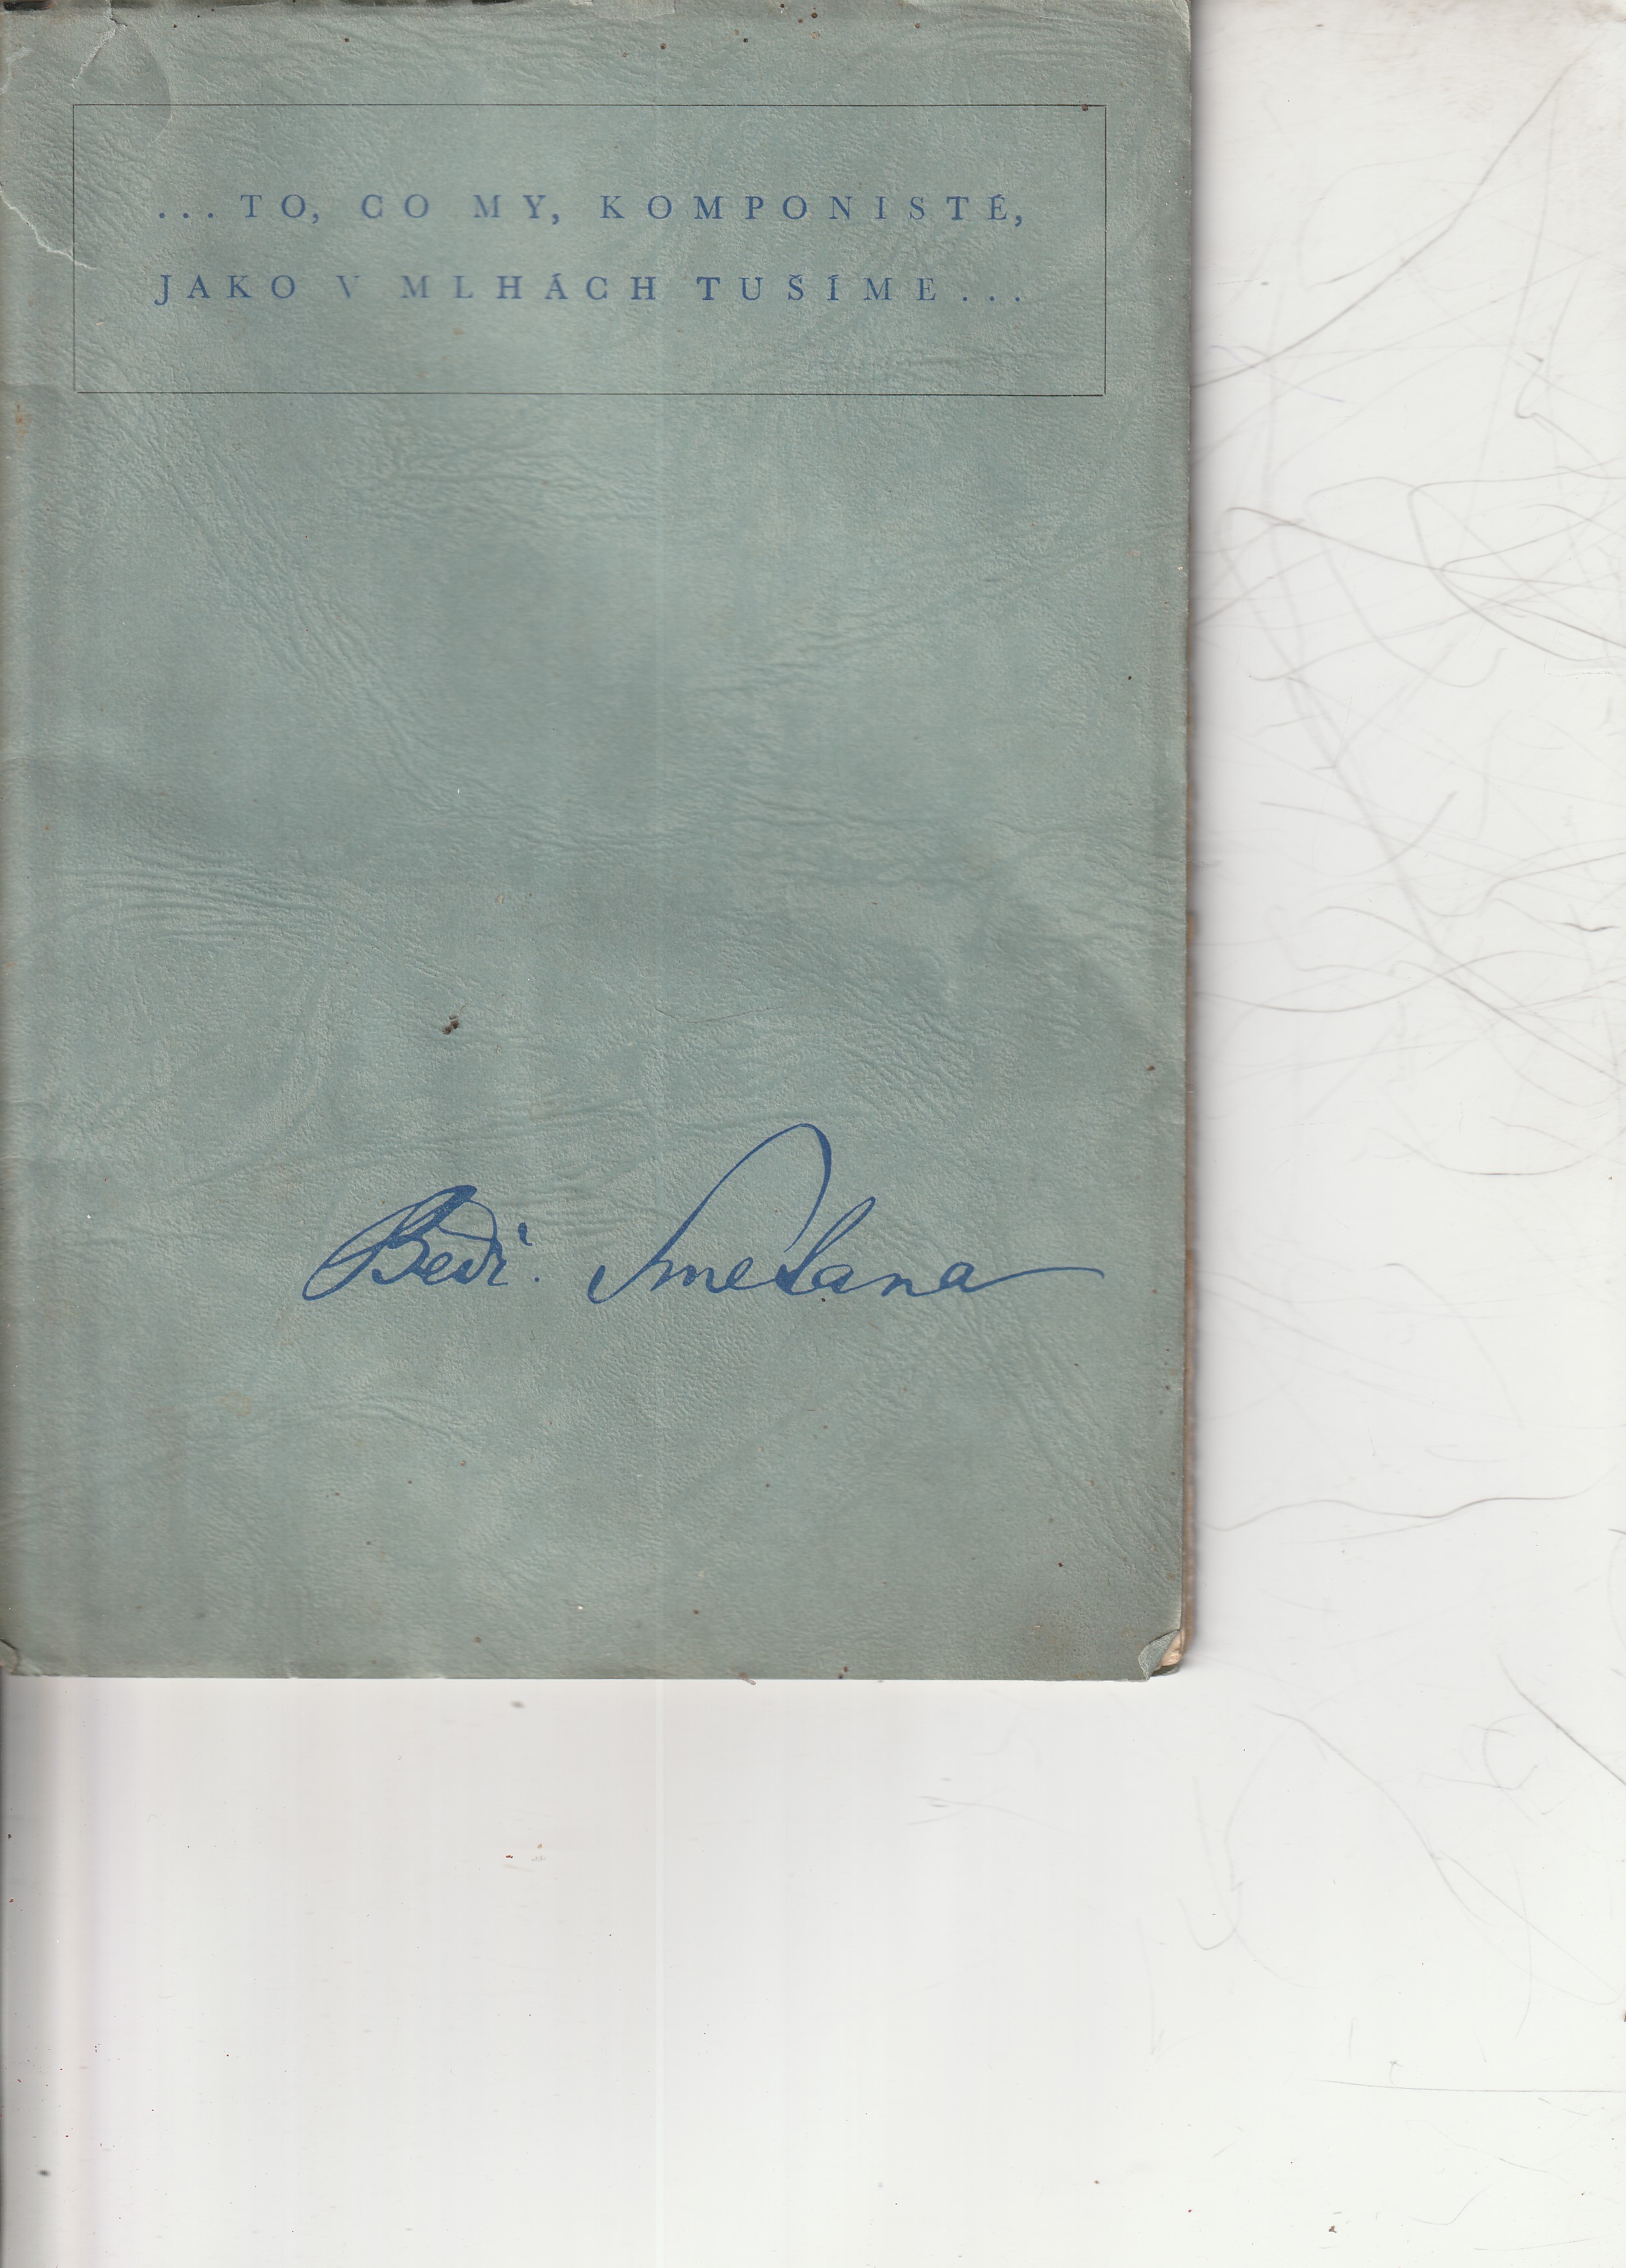 ...TO, CO MY, KOMPONISTÉ,
JAKO V MLHÁCH TUŠÍME...
Bedř. Smetana